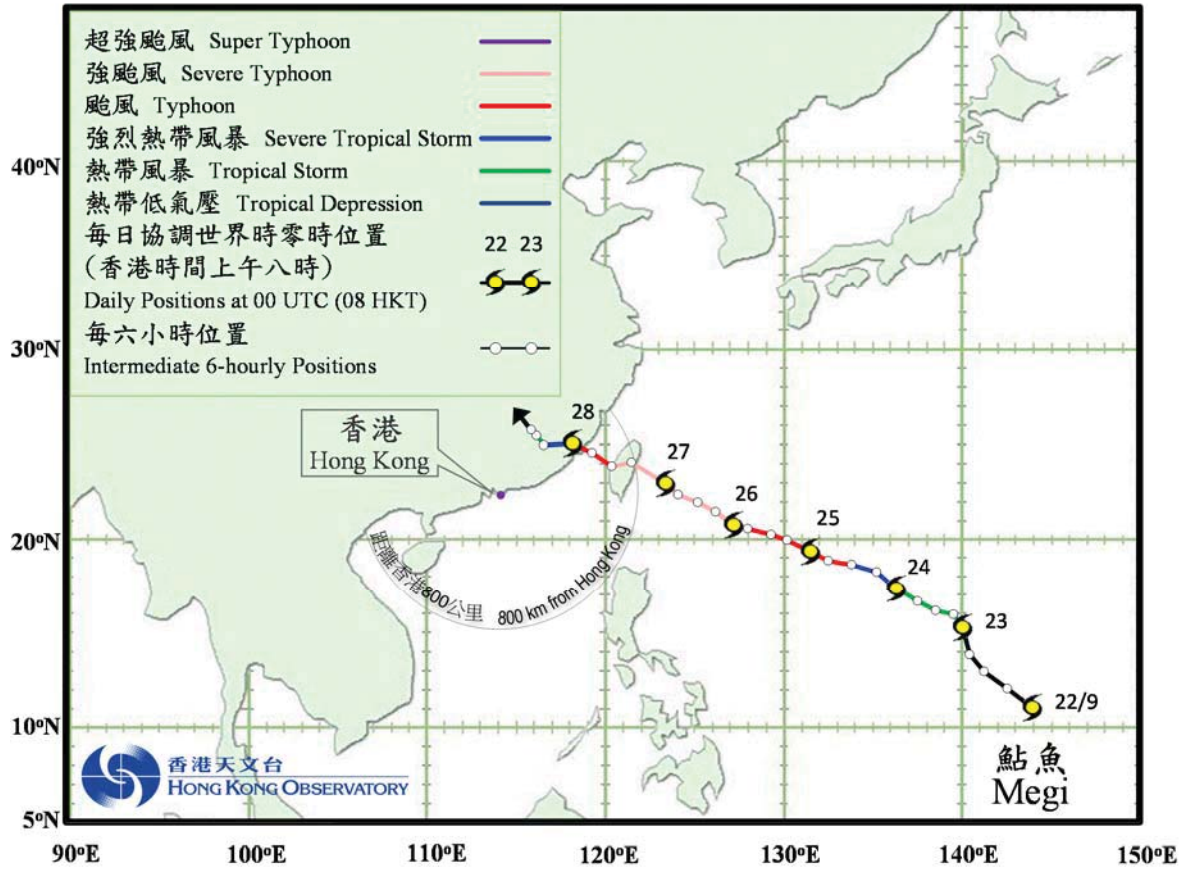 超強颱風 Super Typhoon
強颱風 Severe Typhoon
颱風 Typhoon
強烈熱帶風暴 Severe Tropical Storm
熱帶風暴 Tropical Storm
熱帶低氣壓 Tropical Depression
每日協調世界時零時位置
(香港時間上午八時)
Daily Positions at 00 UTC (08 HKT)
22 23
每六小時位置
Intermediate 6-hourly Positions
40ºN
30ºN
20ºN
10ºN
5ºN
香港
Hong Kong
28
27
26
25
24
23
22/9
距離香港800公里
800 km from Hong Kong
鮎魚
Megi
香港天文台
HONG KONG OBSERVATORY
90ºE
100ºE
110ºE
120ºE
130ºE
140ºE
150ºE